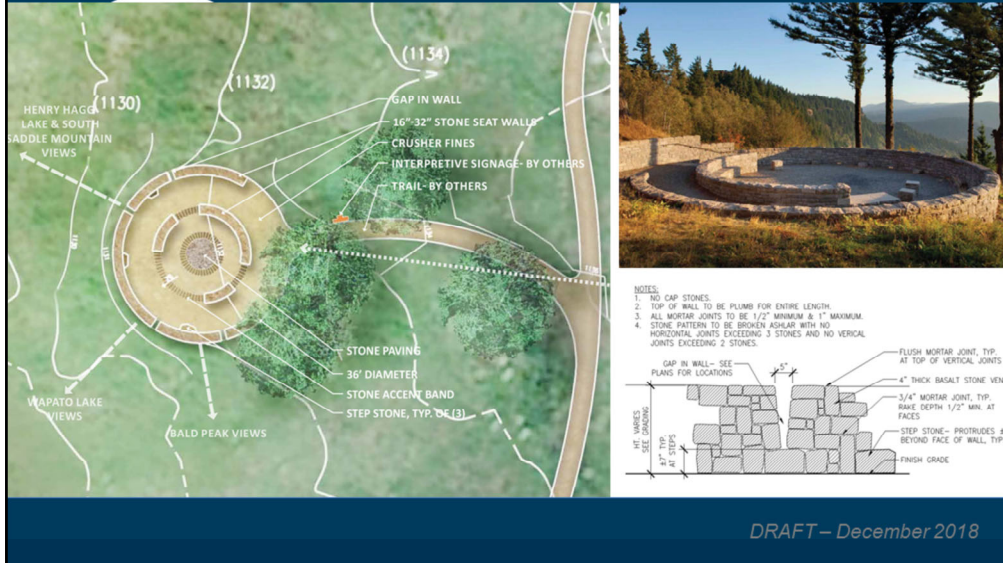 (1134)
(1132)
(1130)
HENRY HAGG
LAKE & SOUTH
SADDLE MOUNTAIN
VIEWS
GAP IN WALL
16"-32" STONE SEAT WALLS
CRUSHER FINES
INTERPRETIVE SIGNAGE- BY OTHERS
TRAIL- BY OTHERS
STONE PAVING
36' DIAMETER
STONE ACCENT BAND
STEP STONE, TYP. OF (3)
WAPATO LAKE
VIEWS
BALD PEAK VIEWS
NOTES:
1. NO CAP STONES.
2. TOP OF WALL TO BE PLUMB FOR ENTIRE LENGTH.
3. ALL MORTAR JOINTS TO BE 1/2" MINIMUM & 1" MAXIMUM.
4. STONE PATTERN TO BE BROKEN ASHLAR WITH NO
HORIZONTAL JOINTS EXCEEDING 3 STONES AND NO VERICAL
JOINTS EXCEEDING 2 STONES.
GAP IN WALL- SEE
PLANS FOR LOCATIONS
5"
FLUSH MORTAR JOINT, TYP.
AT TOP OF VERTICAL JOINTS
4" THICK BASALT STONE VEN
3/4" MORTAR JOINT, TYP.
RAKE DEPTH 1/2" MIN. AT
FACES
STEP STONE- PROTRUDES ±
BEYOND FACE OF WALL, TYP
FINISH GRADE
HT. VARIES
SEE GRADING
±7" TYP.
AT STEPS
DRAFT – December 2018